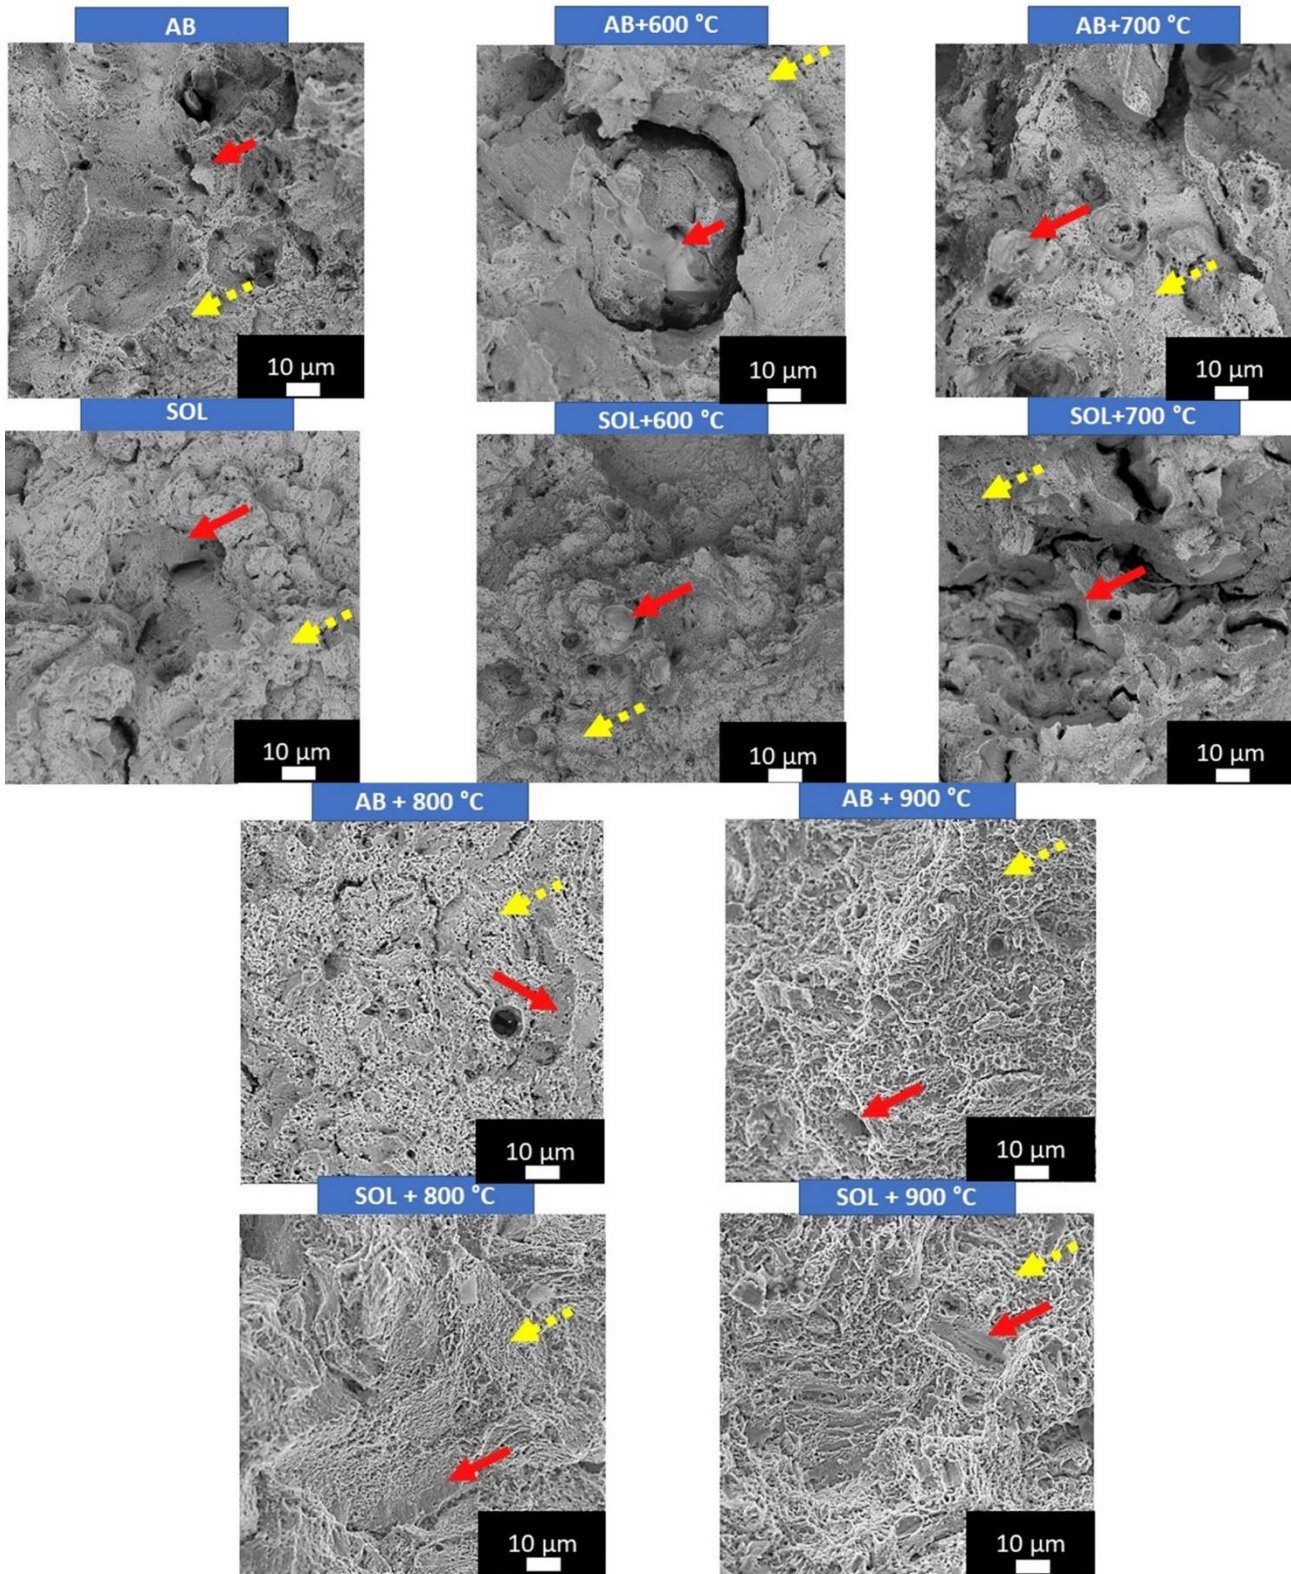 AB
AB+600 °C
AB+700 °C
10 µm
10 µm
10 µm
SOL
SOL+600 °C
SOL+700 °C
10 µm
10 µm
10 µm
AB + 800 °C
AB + 900 °C
10 µm
10 µm
SOL + 800 °C
SOL + 900 °C
10 µm
10 µm